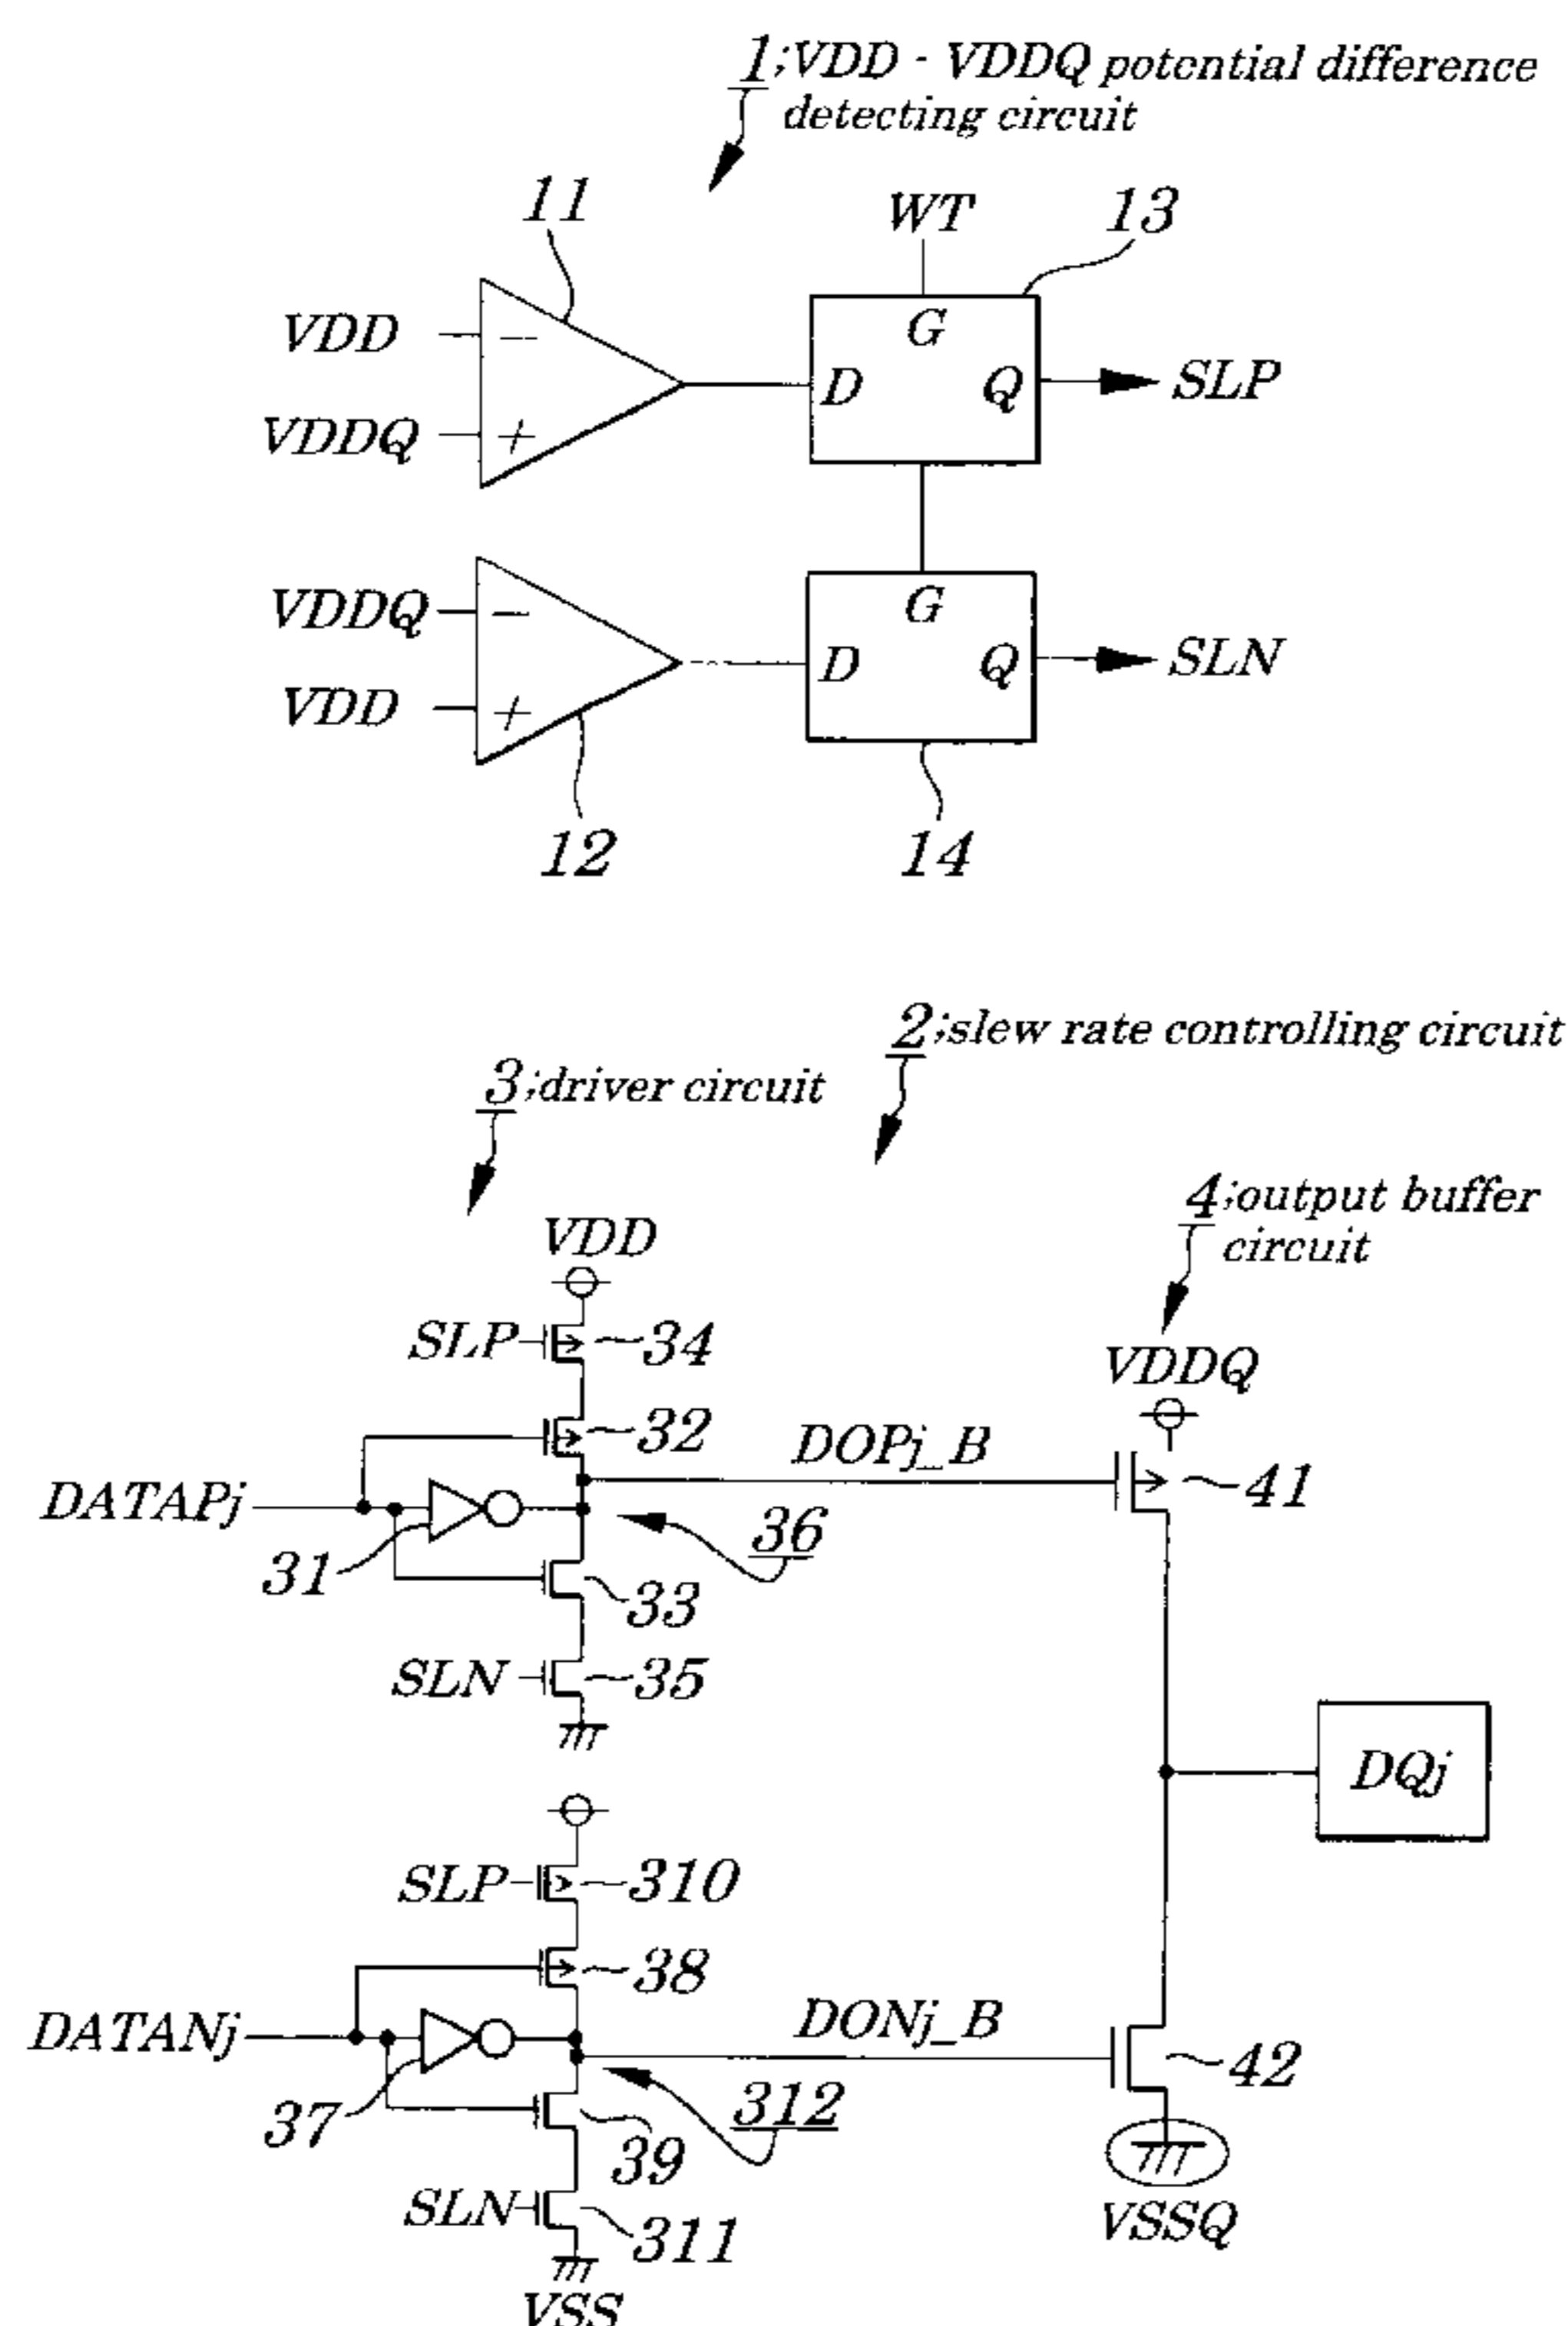 1;VDD - VDDQ potential difference
detecting circuit
11
WT
13
VDD
−
G
D
Q
SLP
VDDQ
+
VDDQ
−
G
D
Q
SLN
VDD
+
12
14
2;slew rate controlling circuit
3;driver circuit
4;output buffer
circuit
VDD
SLP
34
VDDQ
32
DOPj_B
41
DATAPj
36
31
33
SLN
35
DQj
SLP
310
38
DATANj
DONj_B
42
37
312
39
SLN
311
VSSQ
VSS